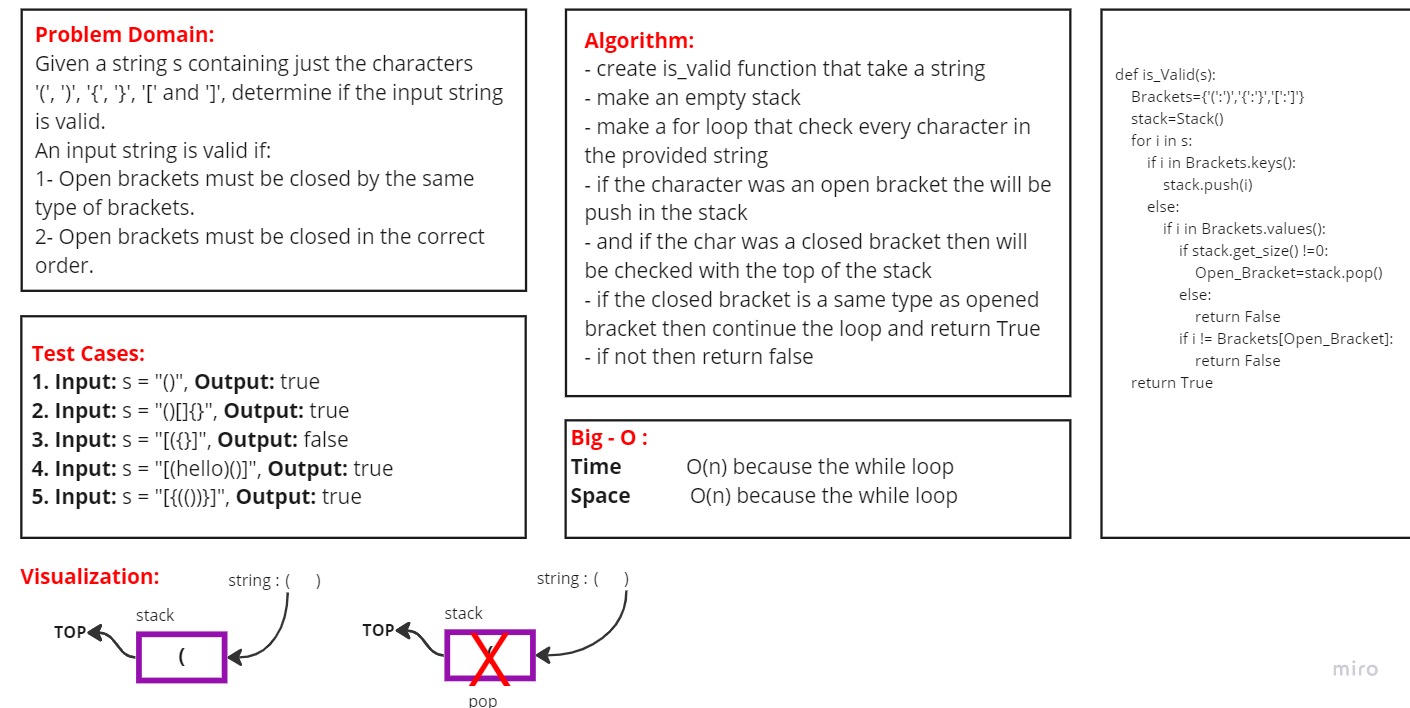 Problem Domain:
Given a string s containing just the characters
'(', ')', '{', '}', '[' and ']', determine if the input string
is valid.
An input string is valid if:
1- Open brackets must be closed by the same
type of brackets.
2- Open brackets must be closed in the correct
order.
Test Cases:
1. Input: s = "()", Output: true
2. Input: s = "()[]{}", Output: true
3. Input: s = "[({}]", Output: false
4. Input: s = "[(hello)()]", Output: true
5. Input: s = "[{(())}]", Output: true
Algorithm:
- create is_valid function that take a string
- make an empty stack
- make a for loop that check every character in
the provided string
- if the character was an open bracket the will be
push in the stack
- and if the char was a closed bracket then will
be checked with the top of the stack
- if the closed bracket is a same type as opened
bracket then continue the loop and return True
- if not then return false
Big - O :
Time O(n) because the while loop
Space O(n) because the while loop
def is_Valid(s):
Brackets={'(':')','{':'}','[':']'}
stack=Stack()
for i in s:
if i in Brackets.keys():
stack.push(i)
else:
if i in Brackets.values():
if stack.get_size() !=0:
Open_Bracket=stack.pop()
else:
return False
if i != Brackets[Open_Bracket]:
return False
return True
Visualization:
string : ( )
stack
TOP
(
string : ( )
stack
TOP
pop
miro